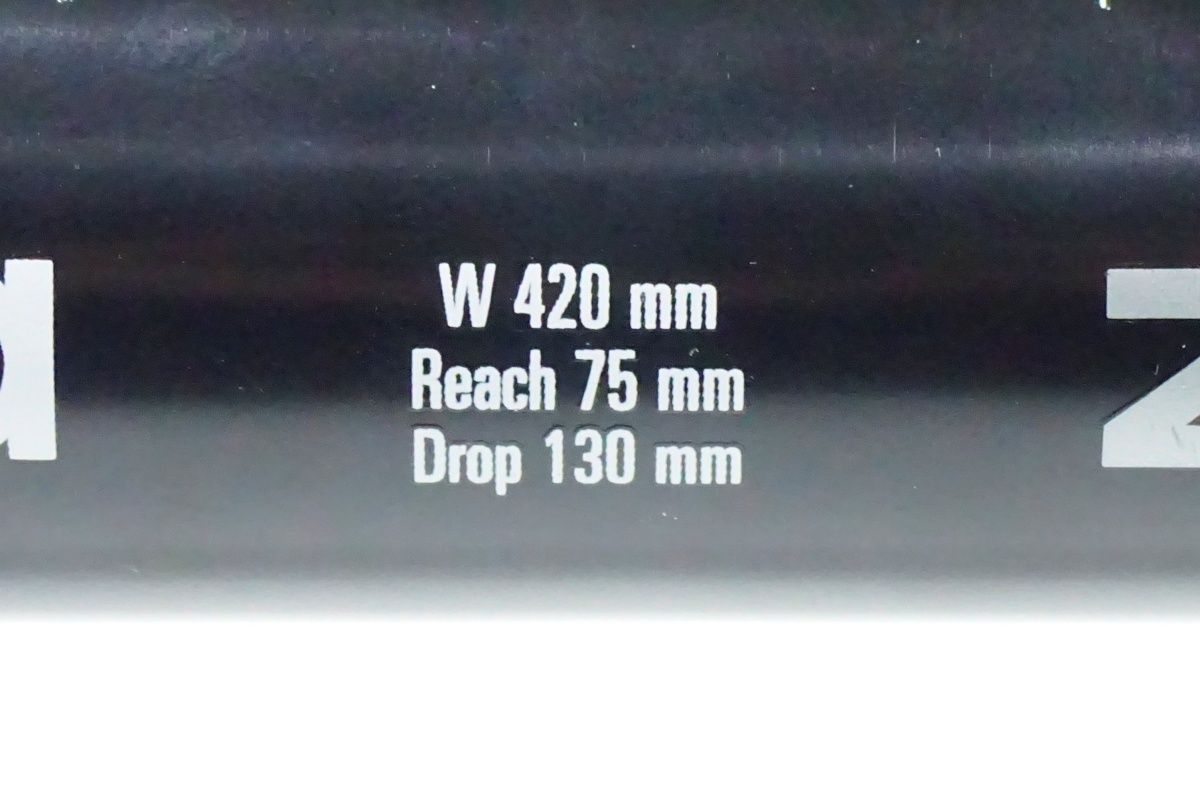 W 420 mm
Reach 75 mm
Drop 130 mm